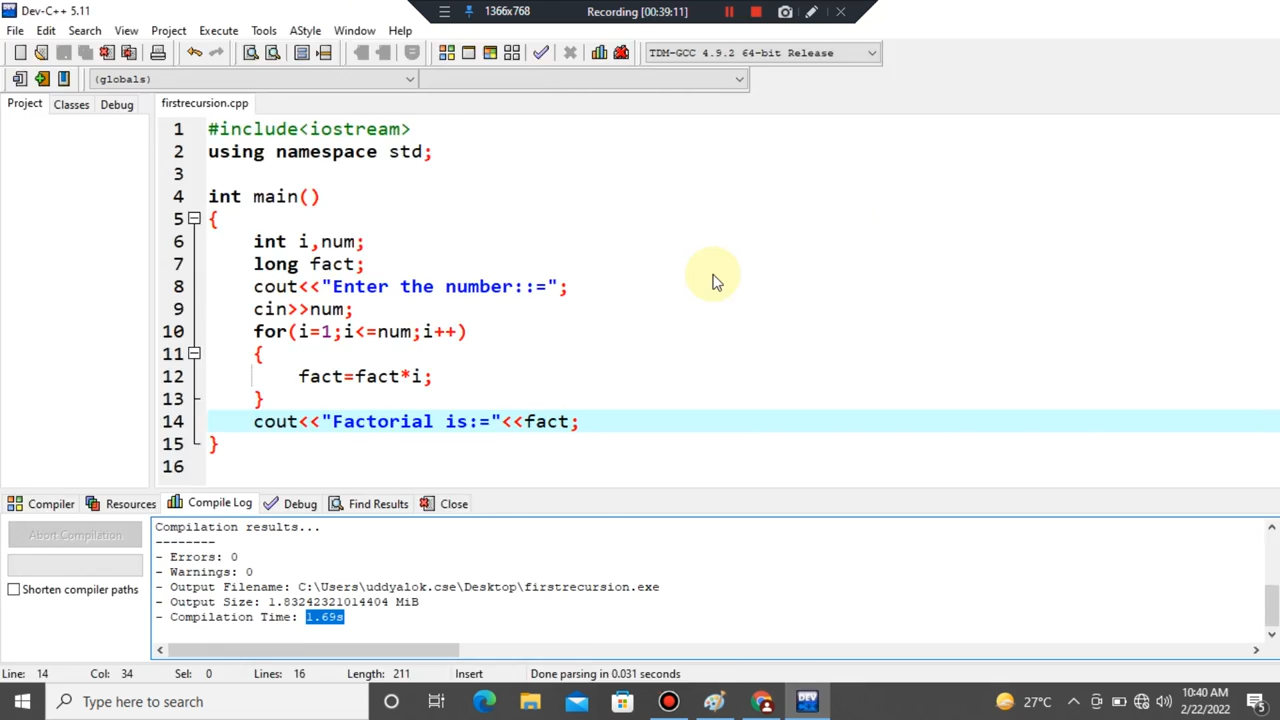 Dev-C++ 5.11
1366x768
Recording [00:39:11]
File Edit Search View Project Execute Tools AStyle Window Help
TDM-GCC 4.9.2 64-bit Release
(globals)
Project Classes Debug
firstrecursion.cpp
1 #include<iostream>
2 using namespace std;
3
4 int main()
5 {
6 int i,num;
7 long fact;
8 cout<<"Enter the number::=";
9 cin>>num;
10 for(i=1;i<=num;i++)
11 {
12 fact=fact*i;
13 }
14 cout<<"Factorial is:="<<fact;
15 }
16
Compiler Resources Compile Log Debug Find Results Close
Abort Compilation
Shorten compiler paths
Compilation results...
--------
- Errors: 0
- Warnings: 0
- Output Filename: C:\Users\uddyalok.cse\Desktop\firstrecursion.exe
- Output Size: 1.83242321014404 MiB
- Compilation Time: 1.69s
Line: 14 Col: 34 Sel: 0 Lines: 16 Length: 211 Insert Done parsing in 0.031 seconds
Type here to search
DEV
27°C
10:40 AM
2/22/2022
5